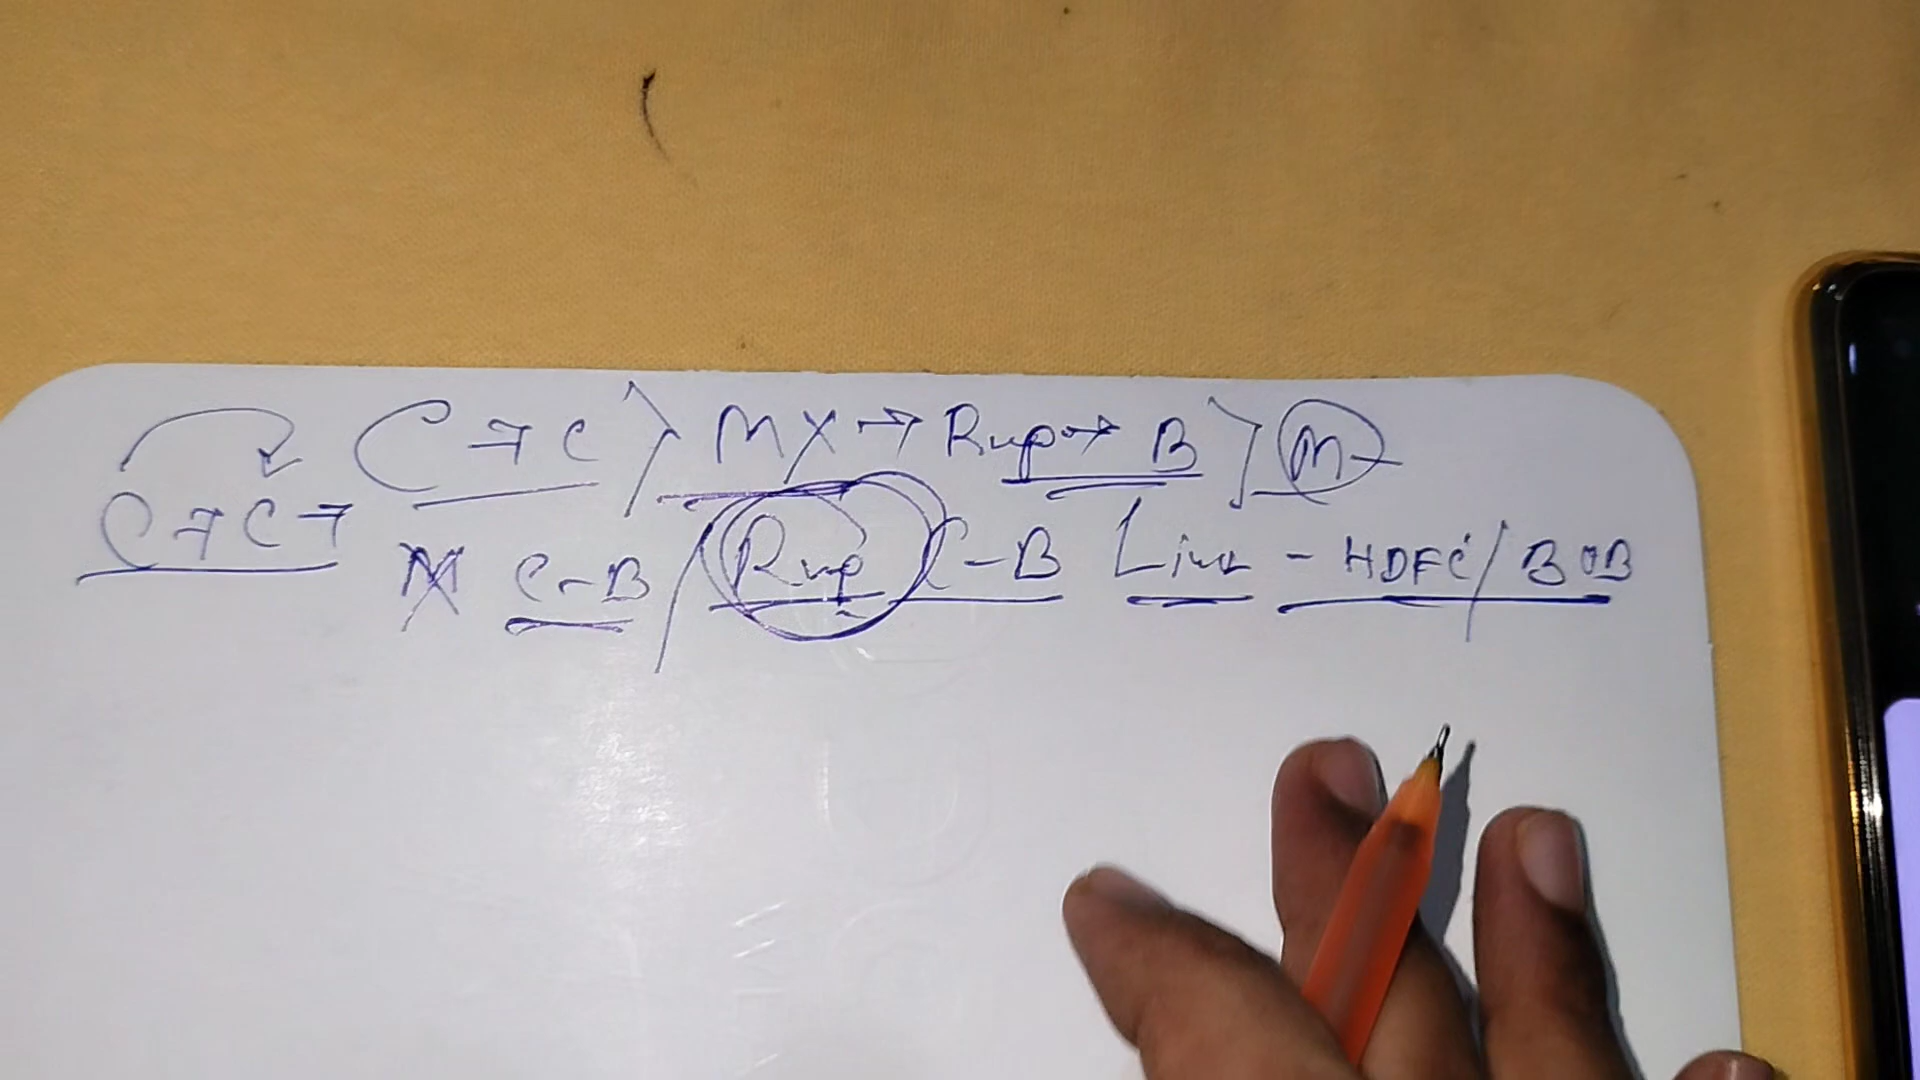 C → C > MX → Rup → B > M
C → C →
M C-B / Rup C-B Live - HDFC / BOB